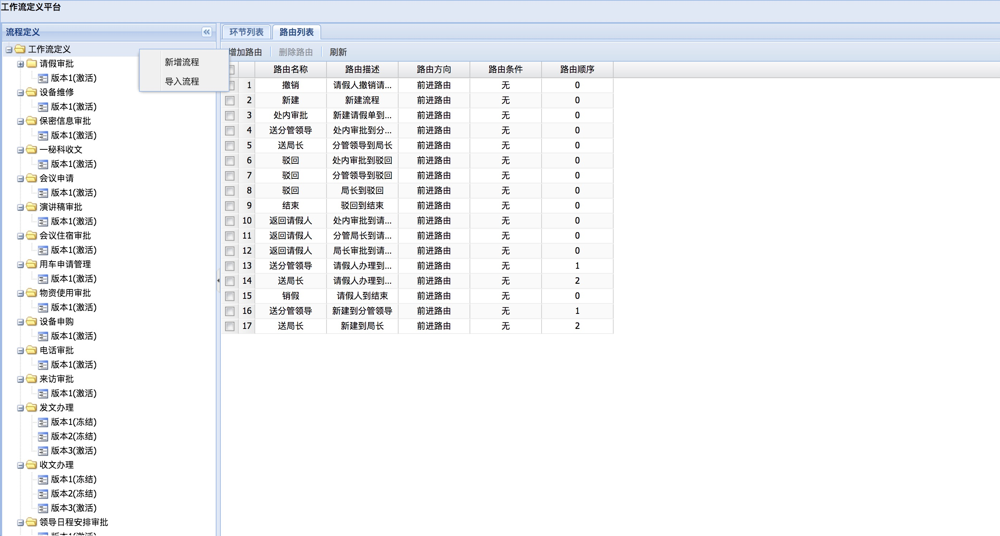 工作流定义平台
流程定义
工作流定义
请假审批
版本1(激活)
设备维修
版本1(激活)
保密信息审批
版本1(激活)
一秘科收文
版本1(激活)
会议申请
版本1(激活)
演讲稿审批
版本1(激活)
会议住宿审批
版本1(激活)
用车申请管理
版本1(激活)
物资使用审批
版本1(激活)
设备申购
版本1(激活)
电话审批
版本1(激活)
来访审批
版本1(激活)
发文办理
版本1(冻结)
版本2(冻结)
版本3(激活)
收文办理
版本1(冻结)
版本2(冻结)
版本3(激活)
领导日程安排审批
版本1(激活)
新增流程
导入流程
环节列表 路由列表
增加路由 删除路由 刷新
路由名称 路由描述 路由方向 路由条件 路由顺序
1 撤销 请假人撤销请... 前进路由 无 0
2 新建 新建流程 前进路由 无 0
3 处内审批 新建请假单到... 前进路由 无 0
4 送分管领导 处内审批到分... 前进路由 无 0
5 送局长 分管领导到局长 前进路由 无 0
6 驳回 处内审批到驳回 前进路由 无 0
7 驳回 分管领导到驳回 前进路由 无 0
8 驳回 局长到驳回 前进路由 无 0
9 结束 驳回到结束 前进路由 无 0
10 返回请假人 处内审批到请... 前进路由 无 0
11 返回请假人 分管局长到请... 前进路由 无 0
12 返回请假人 局长审批到请... 前进路由 无 0
13 送分管领导 请假人办理到... 前进路由 无 1
14 送局长 请假人办理到... 前进路由 无 2
15 销假 请假人到结束 前进路由 无 0
16 送分管领导 新建到分管领导 前进路由 无 1
17 送局长 新建到局长 前进路由 无 2